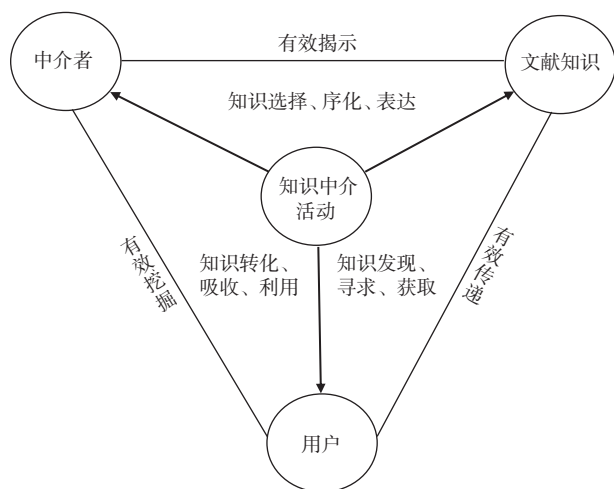 有效揭示
中介者
文献知识
知识选择、序化、表达
知识中介
活动
有效挖掘
知识转化、
吸收、利用
知识发现、
寻求、获取
有效传递
用户